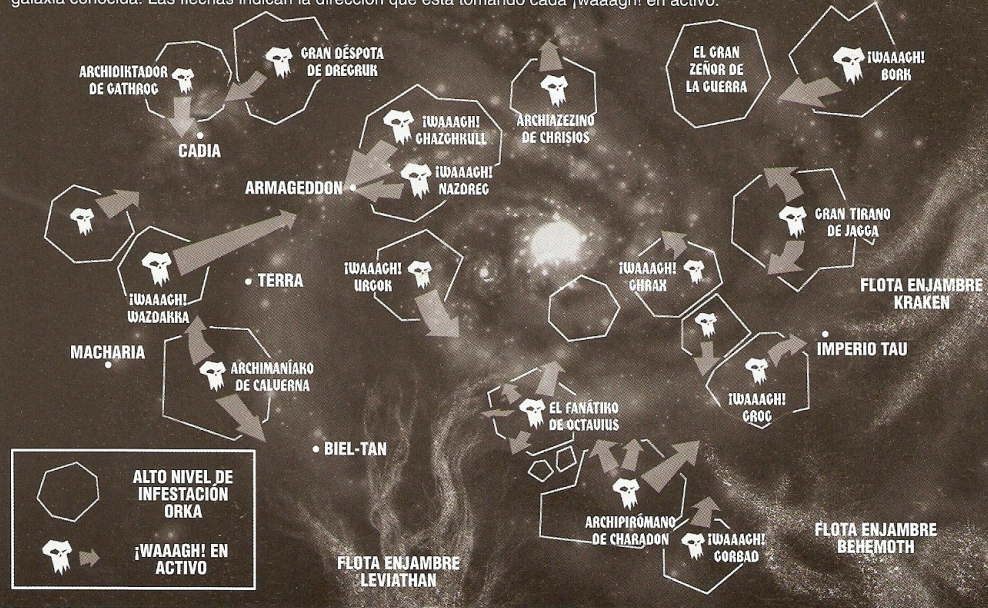 galaxia conocida. Las flechas indican la dirección que está tomando cada ¡waaagh! en activo.
ARCHIDIKTADOR
DE GATHROG
GRAN DÉSPOTA
DE DREGRUK
CADIA
¡WAAAGH!
GHAZGHKULL
¡WAAAGH!
NAZDREG
ARMAGEDDON
ARCHIAZEZINO
DE CHRISIOS
EL GRAN
ZEÑOR DE
LA GUERRA
¡WAAAGH!
BORK
GRAN TIRANO
DE JAGGA
¡WAAAGH!
WAZDAKKA
TERRA
¡WAAAGH!
URGOK
¡WAAAGH!
GHRAX
FLOTA ENJAMBRE
KRAKEN
MACHARIA
ARCHIMANÍAKO
DE CALVERNA
IMPERIO TAU
¡WAAAGH!
GROG
EL FANÁTIKO
DE OCTAVIUS
BIEL-TAN
ARCHIPIRÓMANO
DE CHARADON
¡WAAAGH!
GORBAD
FLOTA ENJAMBRE
BEHEMOTH
FLOTA ENJAMBRE
LEVIATHAN
ALTO NIVEL DE
INFESTACIÓN
ORKA
¡WAAAGH! EN
ACTIVO